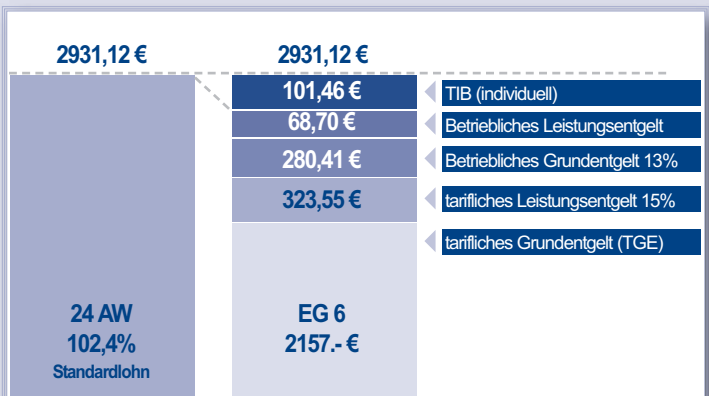 2931,12 €
2931,12 €
101,46 €
TIB (individuell)
68,70 €
Betriebliches Leistungsentgelt
280,41 €
Betriebliches Grundentgelt 13%
323,55 €
tarifliches Leistungsentgelt 15%
tarifliches Grundentgelt (TGE)
24 AW
102,4%
Standardlohn
EG 6
2157.- €